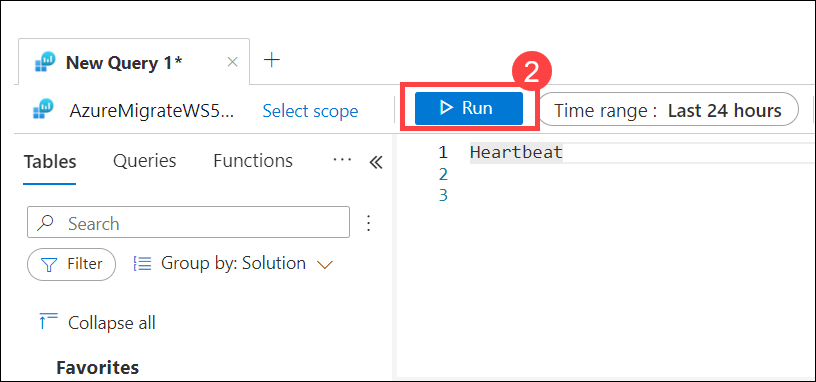 New Query 1*
2
AzureMigrateWS5... Select scope Run Time range : Last 24 hours
Tables Queries Functions ...
1 Heartbeat
2
3
Search
Filter Group by: Solution
Collapse all
Favorites